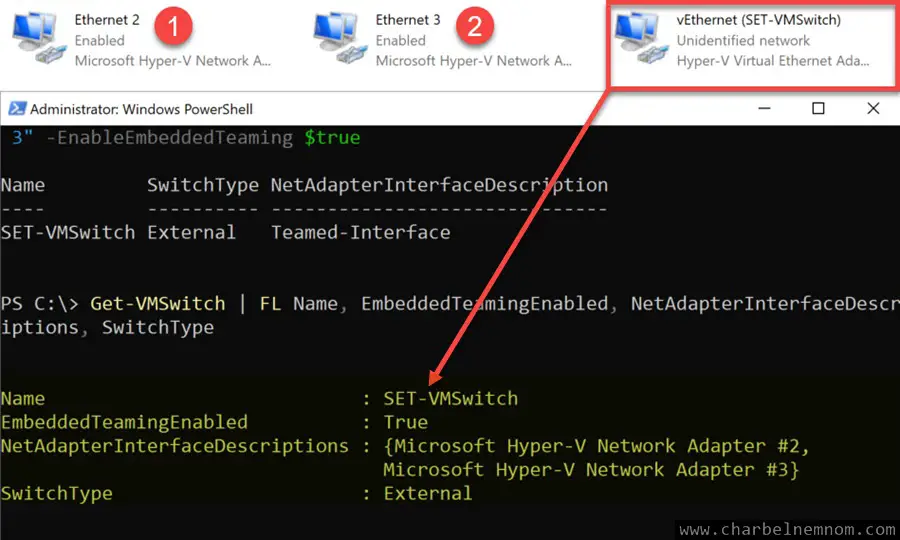 Ethernet 2
Enabled
Microsoft Hyper-V Network A...
1
Ethernet 3
Enabled
Microsoft Hyper-V Network A...
2
vEthernet (SET-VMSwitch)
Unidentified network
Hyper-V Virtual Ethernet Ada...
Administrator: Windows PowerShell
3" -EnableEmbeddedTeaming $true
Name SwitchType NetAdapterInterfaceDescription
---- ---------- ------------------------------
SET-VMSwitch External Teamed-Interface
PS C:\> Get-VMSwitch | FL Name, EmbeddedTeamingEnabled, NetAdapterInterfaceDescr
iptions, SwitchType
Name : SET-VMSwitch
EmbeddedTeamingEnabled : True
NetAdapterInterfaceDescriptions : {Microsoft Hyper-V Network Adapter #2,
Microsoft Hyper-V Network Adapter #3}
SwitchType : External
www.charbelnemnom.com